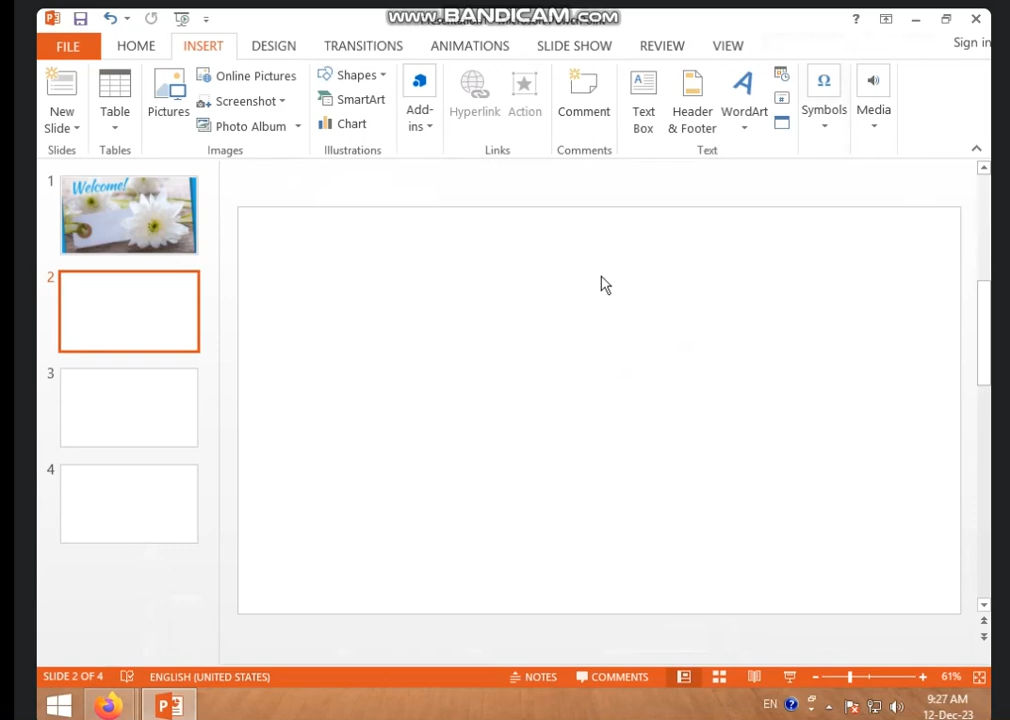 WWW.BANDICAM.COM
Sign in
FILE HOME INSERT DESIGN TRANSITIONS ANIMATIONS SLIDE SHOW REVIEW VIEW
New Slide
Table
Pictures
Online Pictures
Screenshot
Photo Album
Shapes
SmartArt
Chart
Add-ins
Hyperlink
Action
Comment
Text Box
Header & Footer
WordArt
Symbols
Media
Slides Tables Images Illustrations Links Comments Text
1
Welcome!
2
3
4
SLIDE 2 OF 4 ENGLISH (UNITED STATES) NOTES COMMENTS 61%
EN 9:27 AM
12-Dec-23